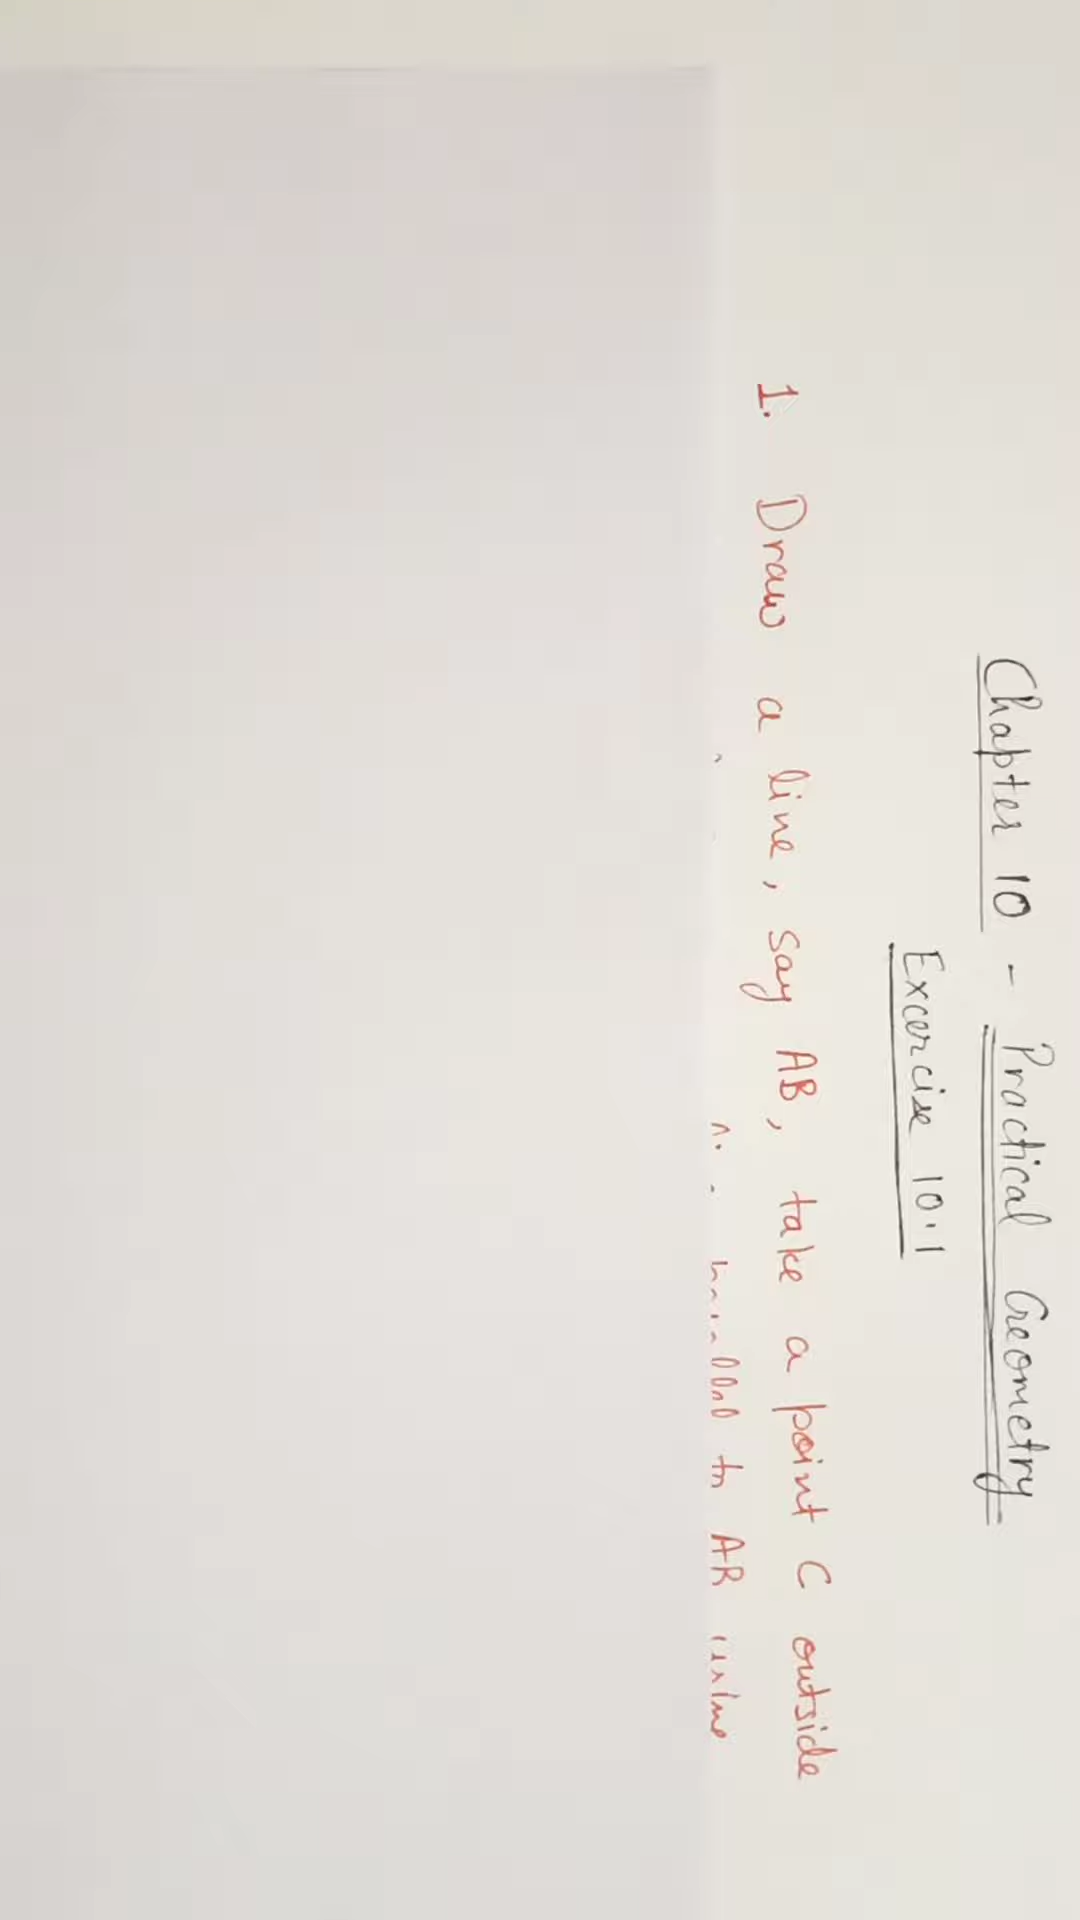 Chapter 10 - Practical Geometry
Excercise 10.1
1. Draw a line, say AB, take a point C outside
to AB